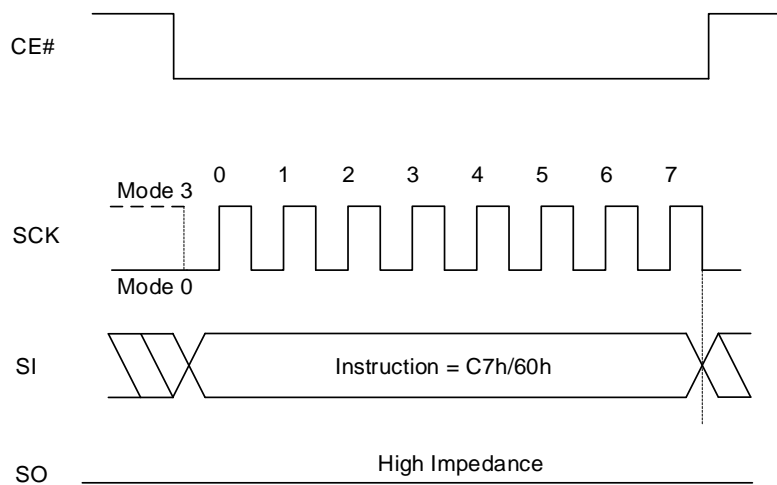 CE#
0 1 2 3 4 5 6 7
Mode 3
SCK
Mode 0
SI
Instruction = C7h/60h
High Impedance
SO